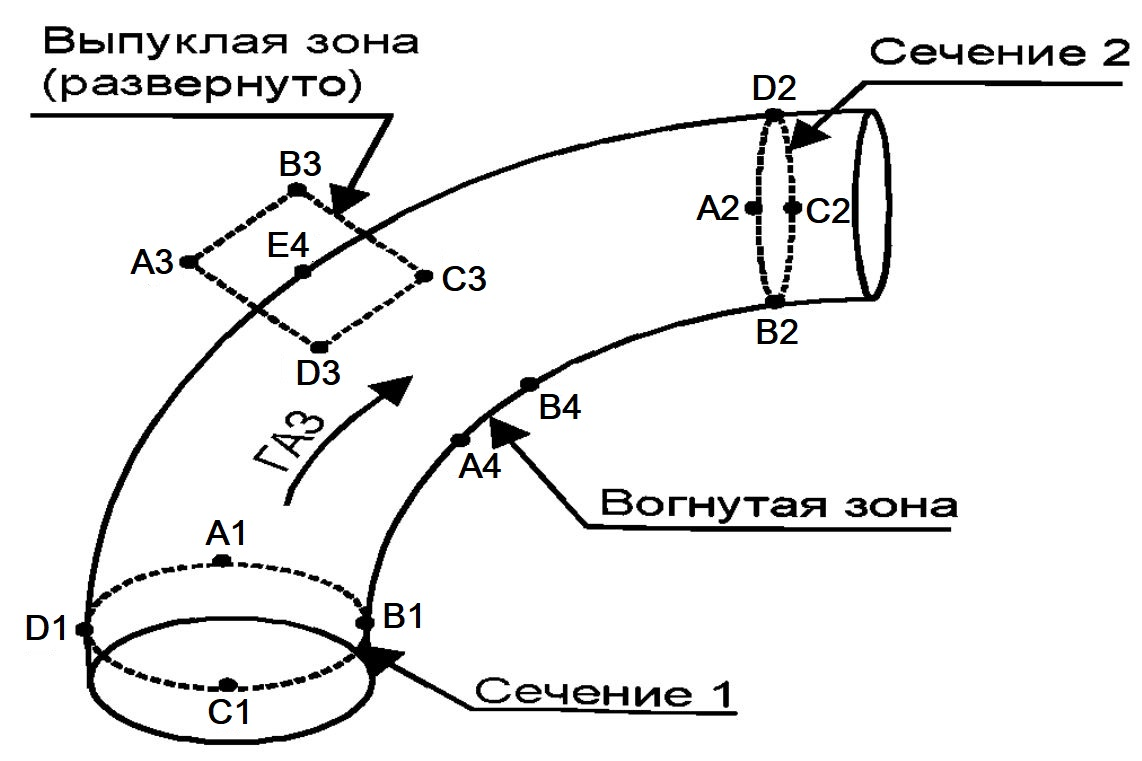 Выпуклая зона
(развернуто)
Сечение 2
D2
B3
A2
C2
E4
A3
C3
B2
D3
B4
ГАЗ
A4
Вогнутая зона
A1
D1
B1
Сечение 1
C1